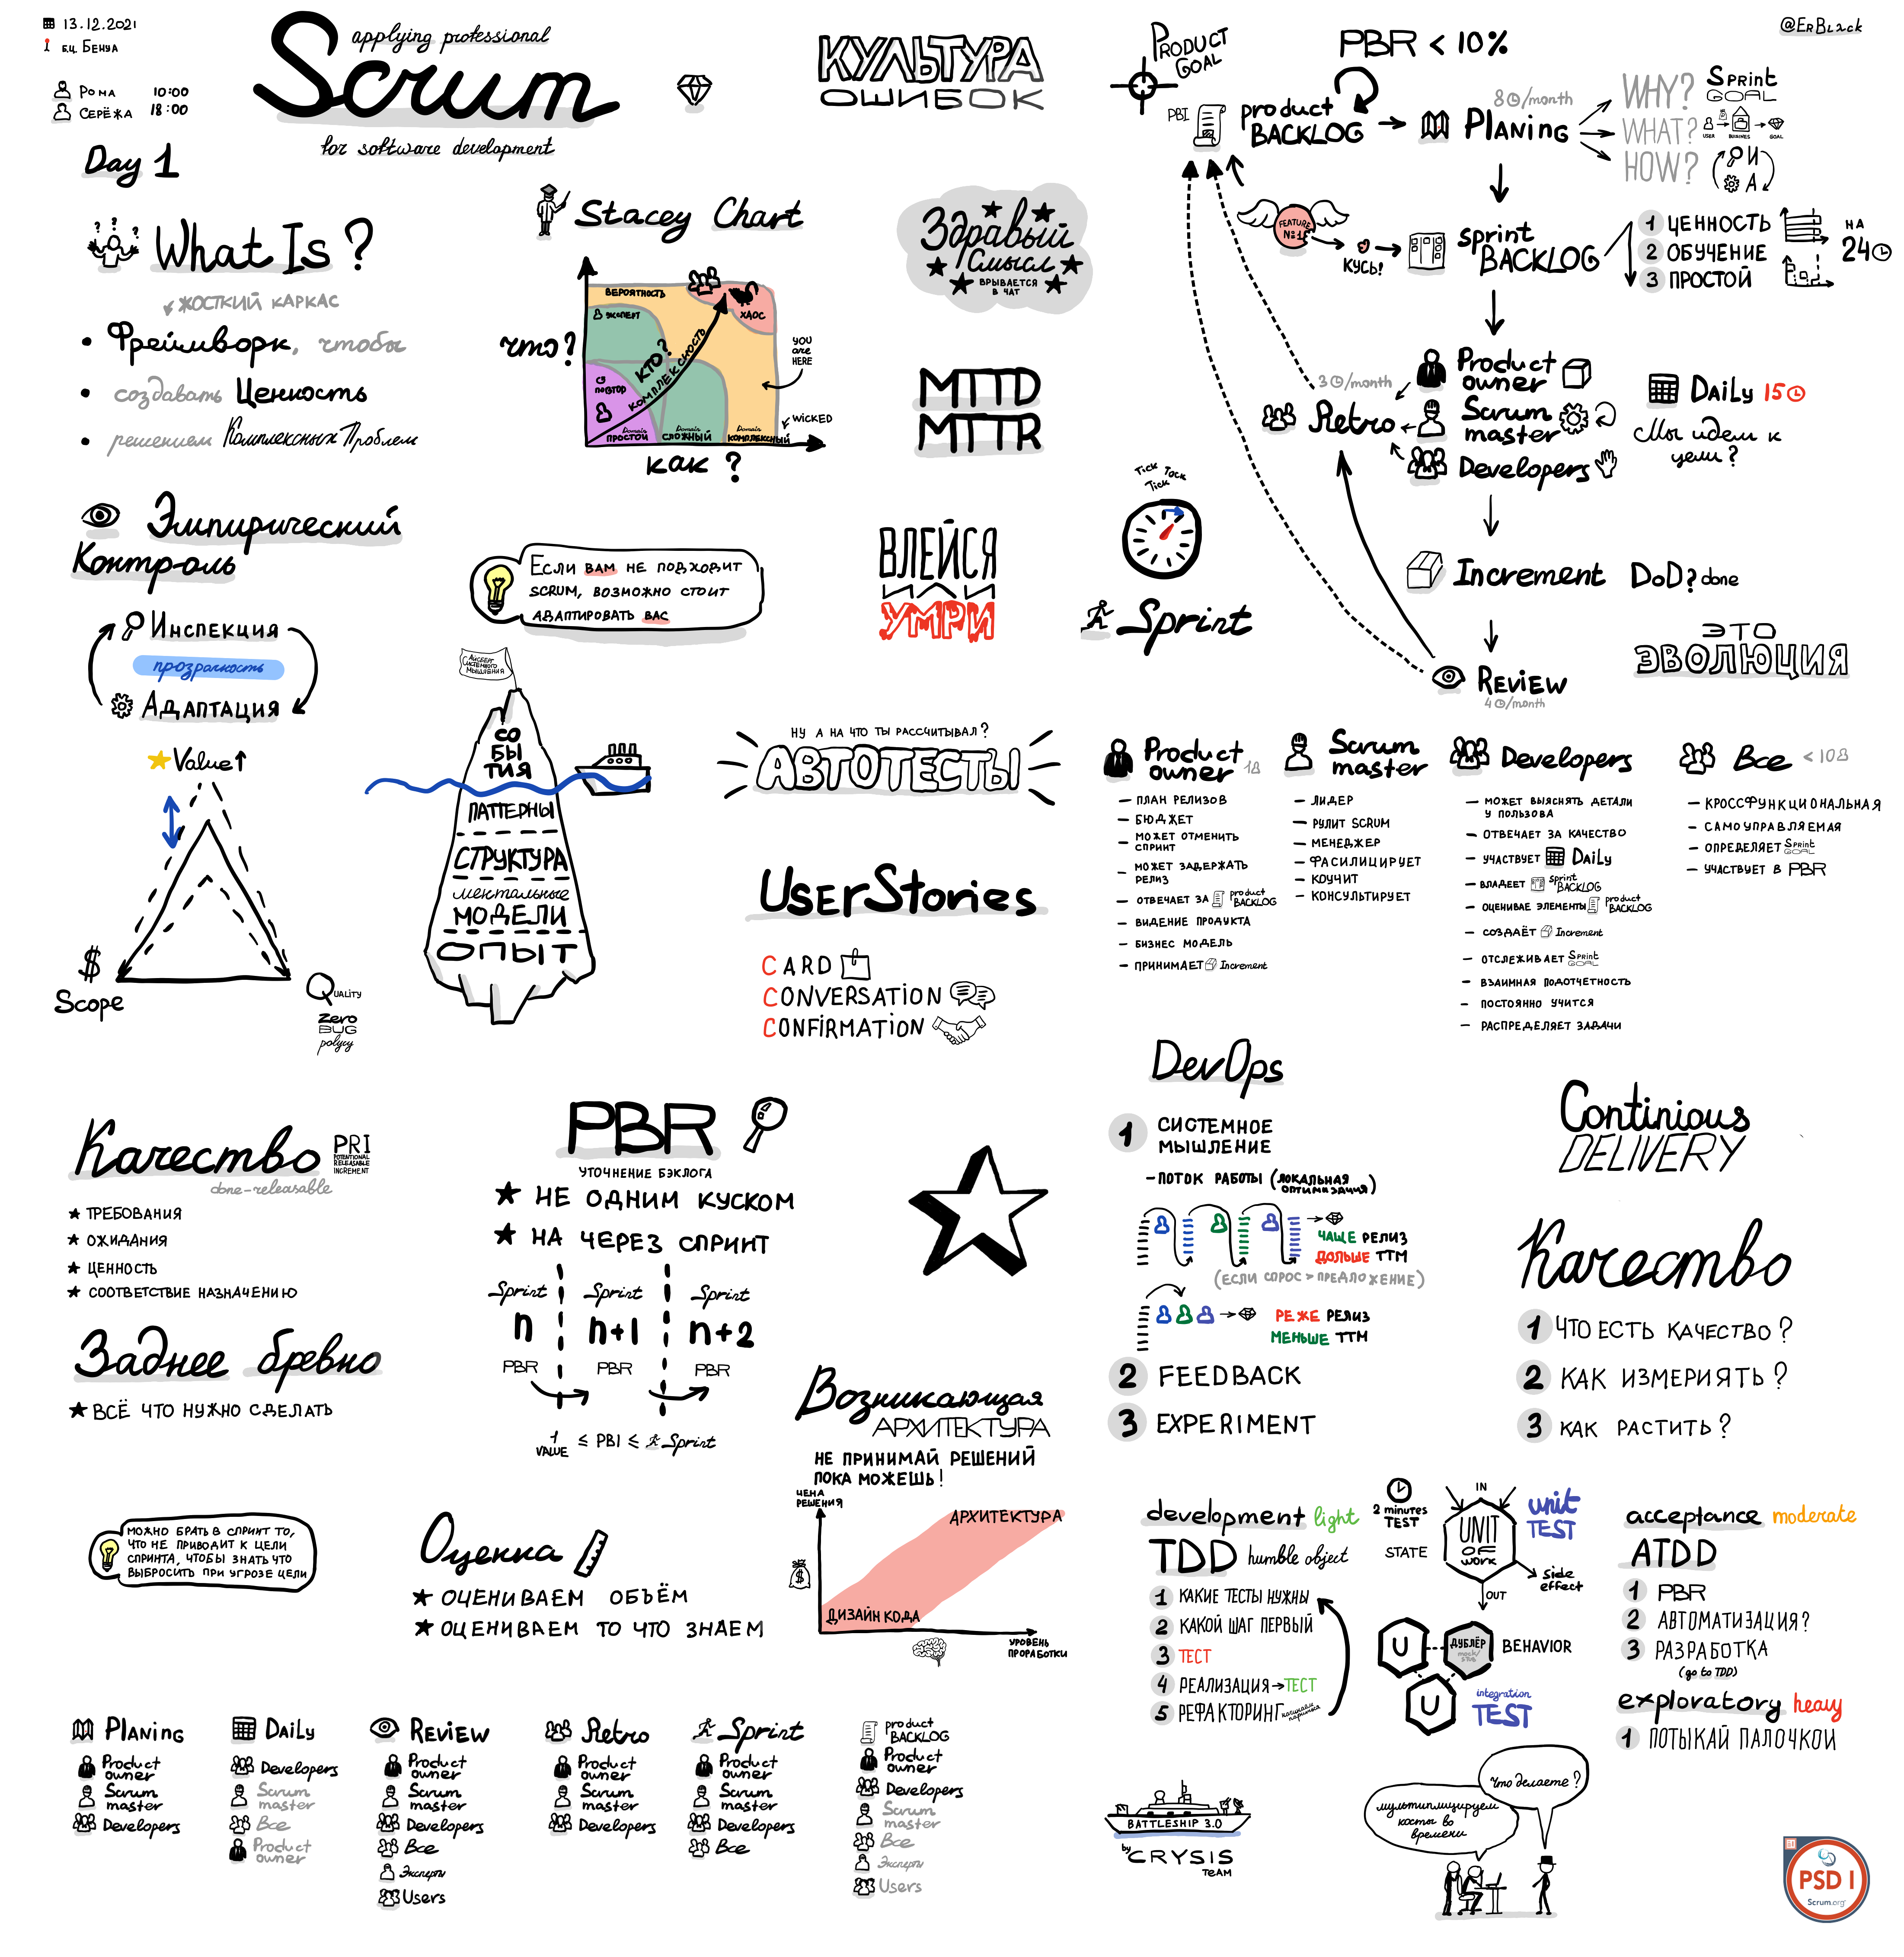 13.12.2021
Б.Ц. Бенуа
Рома 10:00
Серёжа 18:00
applying professional
Scrum
for software development
Day 1
What Is?
жосткий каркас
• Фреймворк, чтобы
• создавать Ценность
• решением Комплексных Проблем
Stacey Chart
что?
Вероятность
Эксперт
Хаос
Кто?
Комплексность
Повтор
Domain
Простой
Domain
Сложный
Domain
Комплексный
you are here
wicked
как?
КУЛЬТУРА
ОШИБОК
Здравый
Смысл
врывается
в чат
MTTD
MTTR
Эмпирический
Контроль
Инспекция
прозрачность
Адаптация
Если вам не подходит
scrum, возможно стоит
адаптировать вас
ВЛЕЙСЯ
ИЛИ
УМРИ
Value↑
$
Scope
Quality
Zero
BUG
policy
Айсберг
системного
мышления
СО
БЫ
ТИЯ
ПАТТЕРНЫ
СТРУКТУРА
ментальные
МОДЕЛИ
ОПЫТ
ну а на что ты рассчитывал?
АВТОТЕСТЫ
UserStories
CARD
CONVERSATION
CONFIRMATION
@ErBlack
Product
Goal
PBR < 10%
PBI
product
BACKLOG
8 /month
Planing
WHY? Sprint
GOAL
WHAT?
user
business
goal
HOW?
И
А
Feature
№1
кусь!
sprint
BACKLOG
1 ЦЕННОСТЬ
2 ОБУЧЕНИЕ
3 ПРОСТОЙ
на
24
3 /month
Retro
Product
owner
Scrum
master
Developers
Daily 15
Мы идем к
цели?
Tick Tock
Tick
Sprint
Increment DoD? done
Review
4 /month
ЭТО
ЭВОЛЮЦИЯ
Product
owner 1
– план релизов
– бюджет
– может отменить
спринт
– может задержать
релиз
– отвечает за product
BACKLOG
– видение продукта
– бизнес модель
– принимает Increment
Scrum
master
– лидер
– рулит scrum
– менеджер
– фасилицирует
– коучит
– консультирует
Developers
– может выяснять детали
у пользова
– отвечает за качество
– участвует Daily
– владеет sprint
BACKLOG
– оценивае элементы product
BACKLOG
– создаёт Increment
– отслеживает Sprint
GOAL
– взаимная подотчетность
– постоянно учится
– распределяет задачи
Все < 10
– кроссфункциональная
– самоуправляемая
– определяет Sprint
GOAL
– участвует в PBR
Качество PRI
potentional
releasable
increment
done-releasable
★ требования
★ ожидания
★ ценность
★ соответствие назначению
Заднее бревно
★ всё что нужно сделать
PBR
уточнение бэклога
★ не одним куском
★ на через спринт
Sprint Sprint Sprint
n n+1 n+2
PBR PBR PBR
1
value ≤ PBI ≤ Sprint
Возникающая
АРХИТЕКТУРА
не принимай решений
пока можешь!
цена
решения
архитектура
$
дизайн кода
уровень
проработки
можно брать в спринт то,
что не приводит к цели
спринта, чтобы знать что
выбросить при угрозе цели
Оценка
★ оцениваем объём
★ оцениваем то что знаем
DevOps
1 системное
мышление
– поток работы (локальная
оптимизация)
чаще релиз
дольше ттм
(если спрос > предложение)
реже релиз
меньше ттм
2 FEEDBACK
3 EXPERIMENT
Continious
DELIVERY
Качество
1 что есть качество?
2 как измериять?
3 как растить?
development light
TDD humble object
1 какие тесты нужны
2 какой шаг первый
3 тест
4 реализация → тест
5 рефакторинг
2 minutes
TEST
STATE
IN
UNIT
OF
work
unit
TEST
side
effect
OUT
U
дублёр
mock/
stub
BEHAVIOR
U
integration
TEST
acceptance moderate
ATDD
1 PBR
2 автоматизация?
3 разработка
(go to TDD)
exploratory heavy
1 потыкай палочкой
Planing
Product
owner
Scrum
master
Developers
Daily
Developers
Scrum
master
Все
Product
owner
Review
Product
owner
Scrum
master
Developers
Все
Эксперты
Users
Retro
Product
owner
Scrum
master
Developers
Sprint
Product
owner
Scrum
master
Developers
Все
product
BACKLOG
Product
owner
Developers
Scrum
master
Все
Эксперты
Users
BATTLESHIP 3.0
by CRYSIS
TEAM
Что делаете?
мультиплицируем
косты во
времени
PSD I
Scrum.org